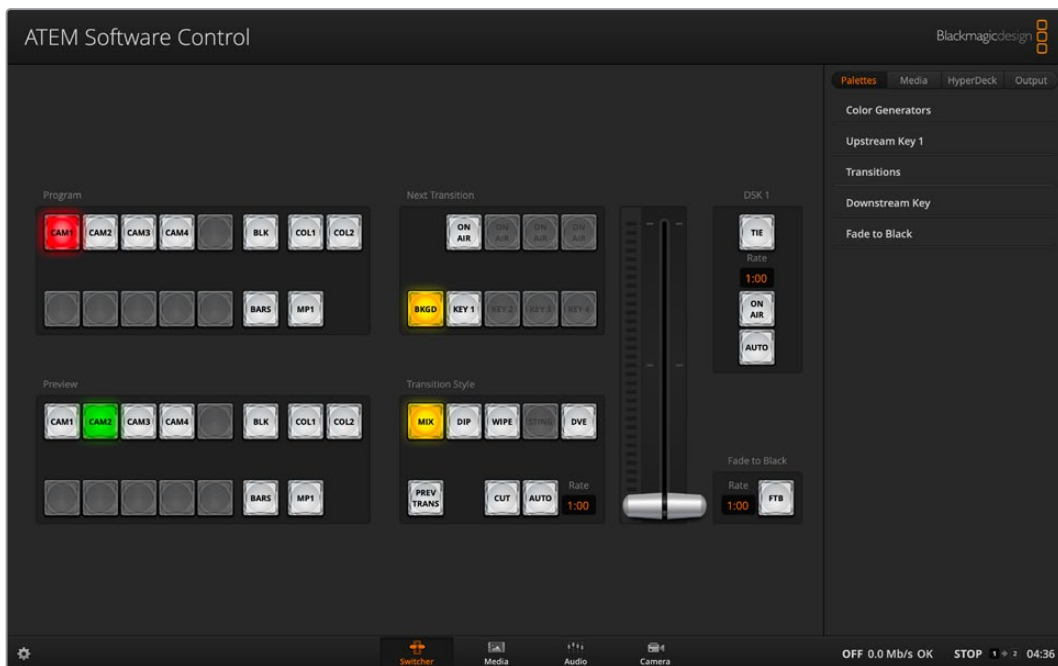 ATEM Software Control
Blackmagicdesign
Palettes Media HyperDeck Output
Color Generators
Upstream Key 1
Transitions
Downstream Key
Fade to Black
Program
CAM1 CAM2 CAM3 CAM4 BLK COL1 COL2
BARS MP1
Next Transition
ON AIR ON AIR ON AIR ON AIR
BKGD KEY 1 KEY 2 KEY 3 KEY 4
DSK 1
TIE
Rate
1:00
ON AIR
AUTO
Preview
CAM1 CAM2 CAM3 CAM4 BLK COL1 COL2
BARS MP1
Transition Style
MIX DIP WIPE STING DVE
PREV TRANS CUT AUTO Rate 1:00
Fade to Black
Rate
1:00 FTB
Switcher Media Audio Camera
OFF 0.0 Mb/s OK STOP 1 2 04:36